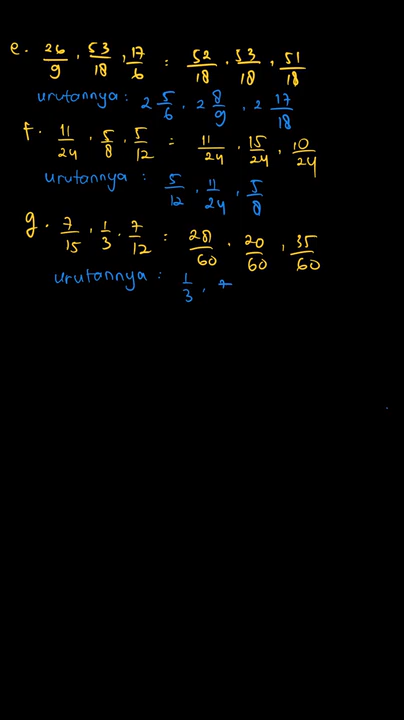 e. 26/9, 53/18, 17/6 = 52/18, 53/18, 51/18
urutannya : 2 5/6, 2 8/9, 2 17/18
f. 11/24, 5/8, 5/12 = 11/24, 15/24, 10/24
urutannya : 5/12, 11/24, 5/8
g. 7/15, 1/3, 7/12 = 28/60, 20/60, 35/60
urutannya : 1/3, 7